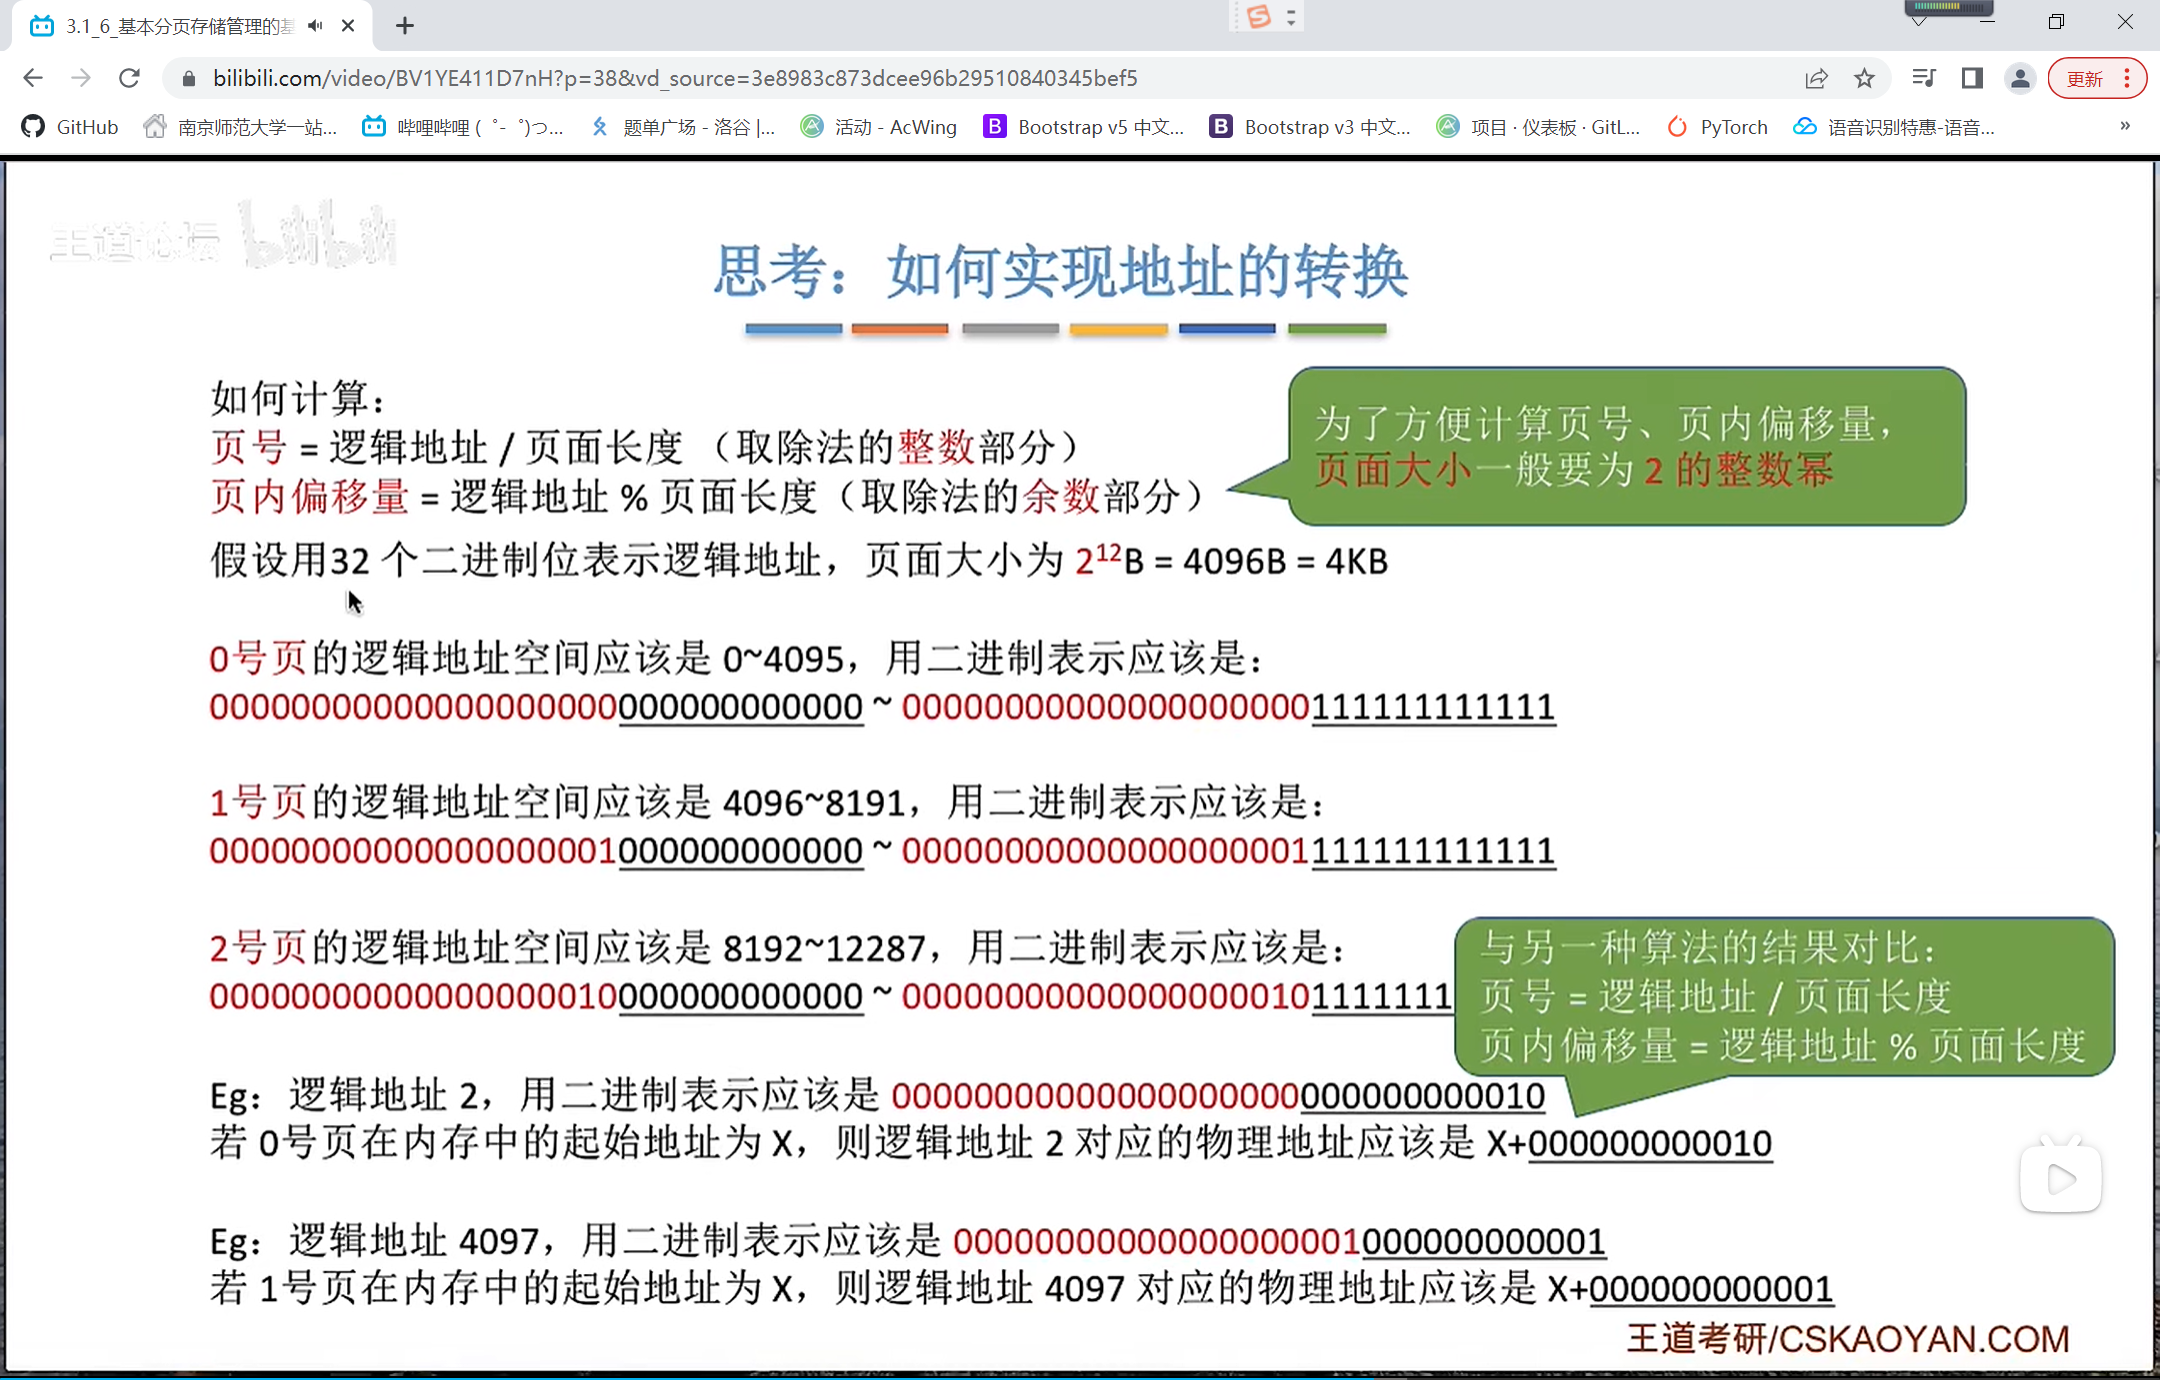 3.1_6_基本分页存储管理的基
bilibili.com/video/BV1YE411D7nH?p=38&vd_source=3e8983c873dcee96b29510840345bef5
更新
GitHub
南京师范大学一站...
哔哩哔哩 ( ゜- ゜)つ...
题单广场 - 洛谷 |...
活动 - AcWing
Bootstrap v5 中文...
Bootstrap v3 中文...
项目 · 仪表板 · GitL...
PyTorch
语音识别特惠-语音...
»
王道论坛 bilibili
思考：如何实现地址的转换
如何计算：
页号 = 逻辑地址 / 页面长度 （取除法的整数部分）
页内偏移量 = 逻辑地址 % 页面长度（取除法的余数部分）
为了方便计算页号、页内偏移量，
页面大小一般要为 2 的整数幂
假设用32 个二进制位表示逻辑地址，页面大小为 2¹²B = 4096B = 4KB
0号页的逻辑地址空间应该是 0~4095，用二进制表示应该是：
00000000000000000000000000000000 ~ 00000000000000000000111111111111
1号页的逻辑地址空间应该是 4096~8191，用二进制表示应该是：
00000000000000000001000000000000 ~ 00000000000000000001111111111111
2号页的逻辑地址空间应该是 8192~12287，用二进制表示应该是：
00000000000000000010000000000000 ~ 000000000000000000101111111
与另一种算法的结果对比：
页号 = 逻辑地址 / 页面长度
页内偏移量 = 逻辑地址 % 页面长度
Eg：逻辑地址 2，用二进制表示应该是 00000000000000000000000000000010
若 0号页在内存中的起始地址为 X，则逻辑地址 2 对应的物理地址应该是 X+000000000010
Eg：逻辑地址 4097，用二进制表示应该是 00000000000000000001000000000001
若 1号页在内存中的起始地址为 X，则逻辑地址 4097 对应的物理地址应该是 X+000000000001
王道考研/CSKAOYAN.COM